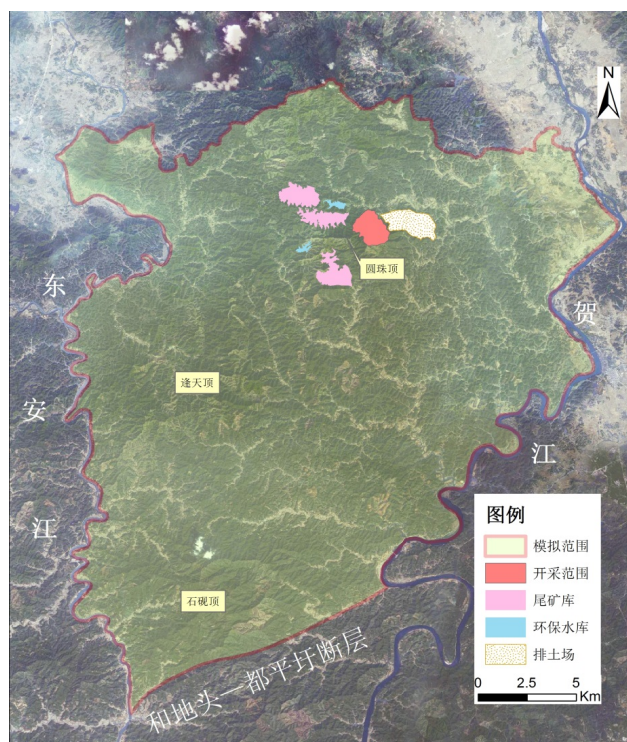 N
圆珠顶
东
安
江
贺
江
逢天顶
石砚顶
和地头一都平圩断层
图例
模拟范围
开采范围
尾矿库
环保水库
排土场
0 2.5 5
Km